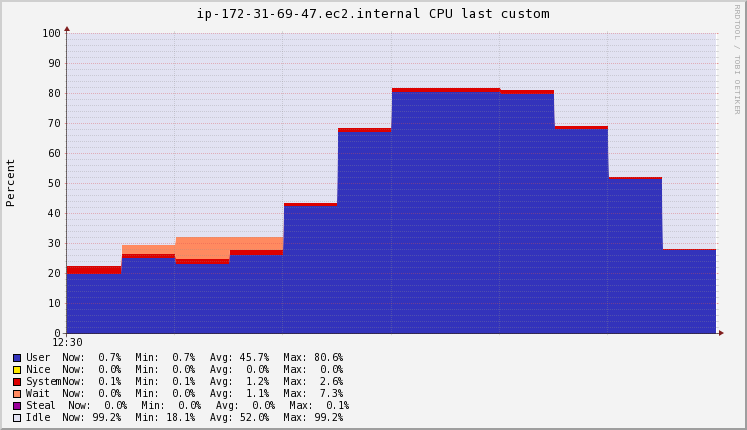 ip-172-31-69-47.ec2.internal CPU last custom
RRDTOOL / TOBI OETIKER
Percent
100
90
80
70
60
50
40
30
20
10
0
12:30
User Now: 0.7% Min: 0.7% Avg: 45.7% Max: 80.6%
Nice Now: 0.0% Min: 0.0% Avg: 0.0% Max: 0.0%
System Now: 0.1% Min: 0.1% Avg: 1.2% Max: 2.6%
Wait Now: 0.0% Min: 0.0% Avg: 1.1% Max: 7.3%
Steal Now: 0.0% Min: 0.0% Avg: 0.0% Max: 0.1%
Idle Now: 99.2% Min: 18.1% Avg: 52.0% Max: 99.2%